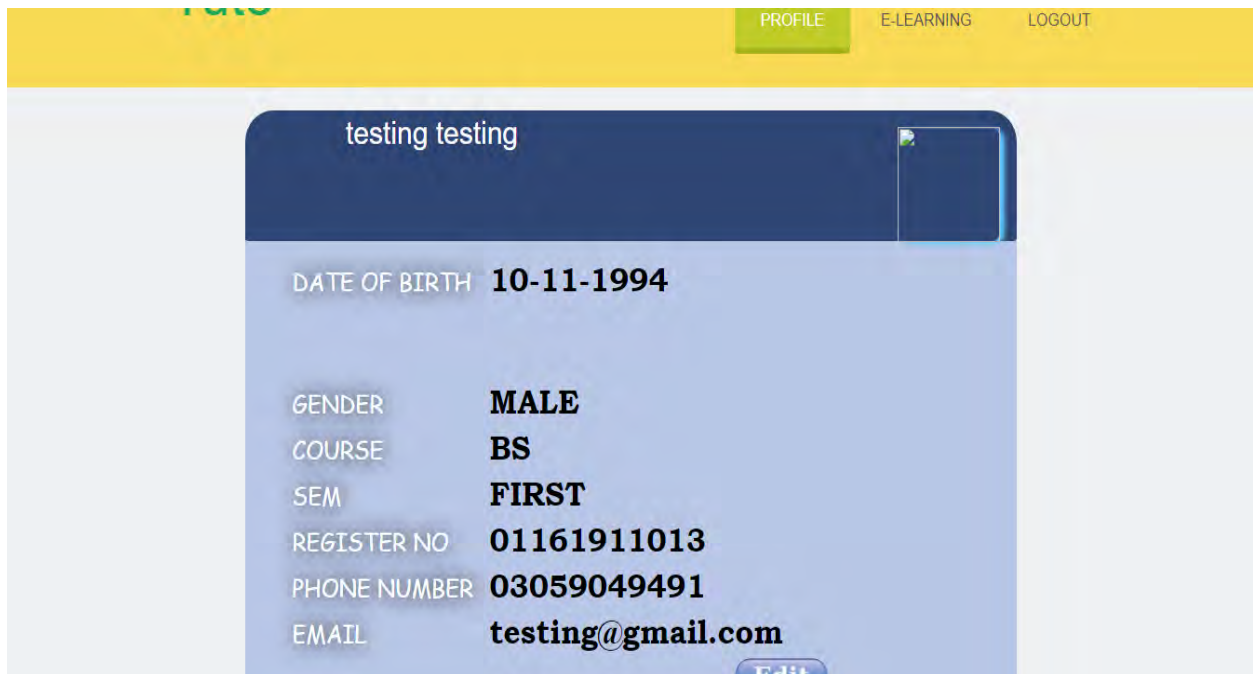 PROFILE E-LEARNING LOGOUT
testing testing
DATE OF BIRTH 10-11-1994
GENDER MALE
COURSE BS
SEM FIRST
REGISTER NO 01161911013
PHONE NUMBER 03059049491
EMAIL testing@gmail.com
Edit